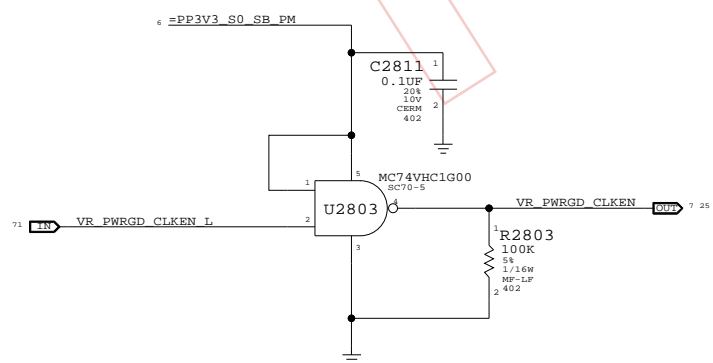 6 =PP3V3_S0_SB_PM
C2811
0.1UF
20%
10V
CERM
402
1
2
5
MC74VHC1G00
SC70-5
1
U2803
4
71 IN VR_PWRGD_CLKEN_L
2
VR_PWRGD_CLKEN OUT 7 25
3
1
R2803
100K
5%
1/16W
MF-LF
402
2